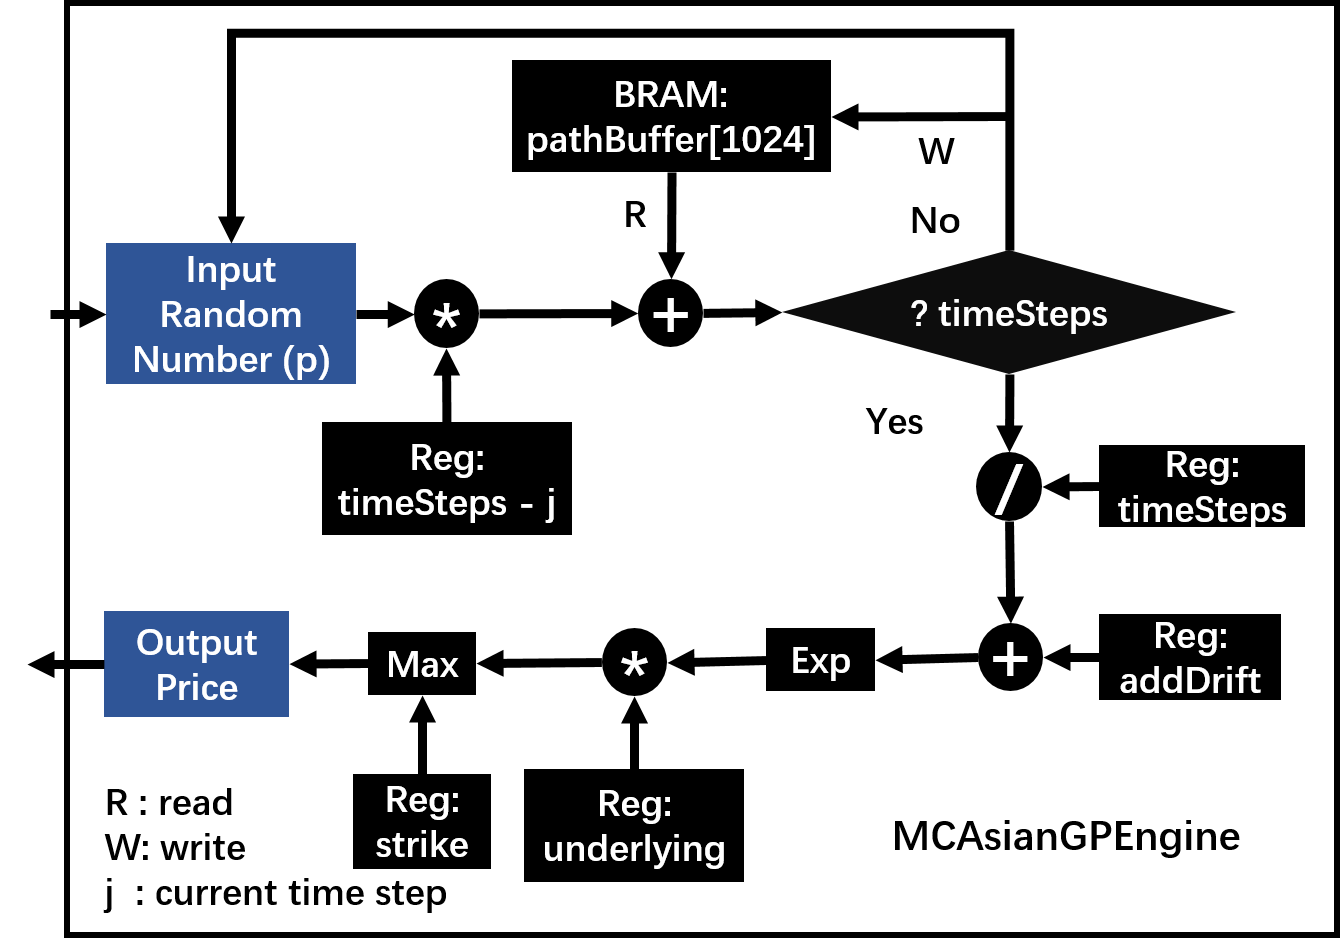 BRAM:
pathBuffer[1024]
W
R
No
Input
Random
Number (p)
*
+
? timeSteps
Yes
Reg:
timeSteps - j
/
Reg:
timeSteps
Output
Price
Max
*
Exp
+
Reg:
addDrift
Reg:
strike
Reg:
underlying
R : read
W: write
j : current time step
MCAsianGPEngine